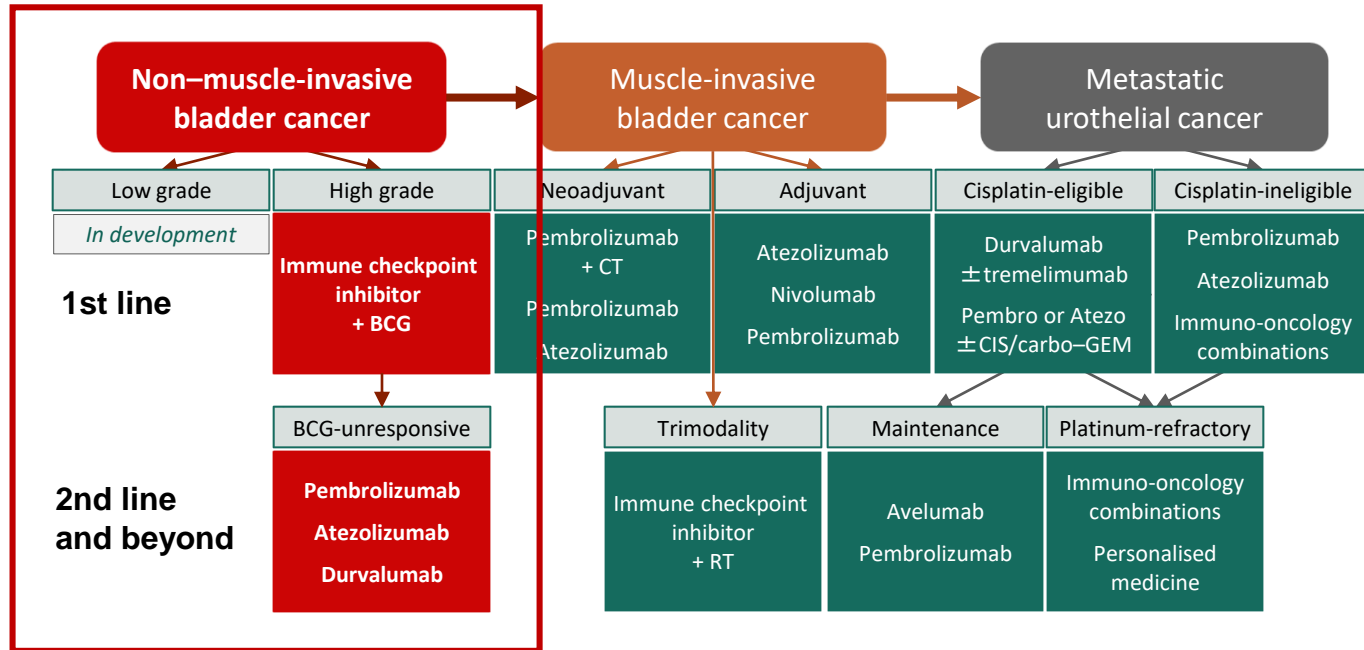 Non–muscle-invasive
bladder cancer
Muscle-invasive
bladder cancer
Metastatic
urothelial cancer
Low grade
High grade
Neoadjuvant
Adjuvant
Cisplatin-eligible
Cisplatin-ineligible
1st line
In development
Immune checkpoint
inhibitor
+ BCG
Pembrolizumab
+ CT
Pembrolizumab
Atezolizumab
Atezolizumab
Nivolumab
Pembrolizumab
Durvalumab
±tremelimumab
Pembro or Atezo
±CIS/carbo–GEM
Pembrolizumab
Atezolizumab
Immuno-oncology
combinations
BCG-unresponsive
Trimodality
Maintenance
Platinum-refractory
2nd line
and beyond
Pembrolizumab
Atezolizumab
Durvalumab
Immune checkpoint
inhibitor
+ RT
Avelumab
Pembrolizumab
Immuno-oncology
combinations
Personalised
medicine